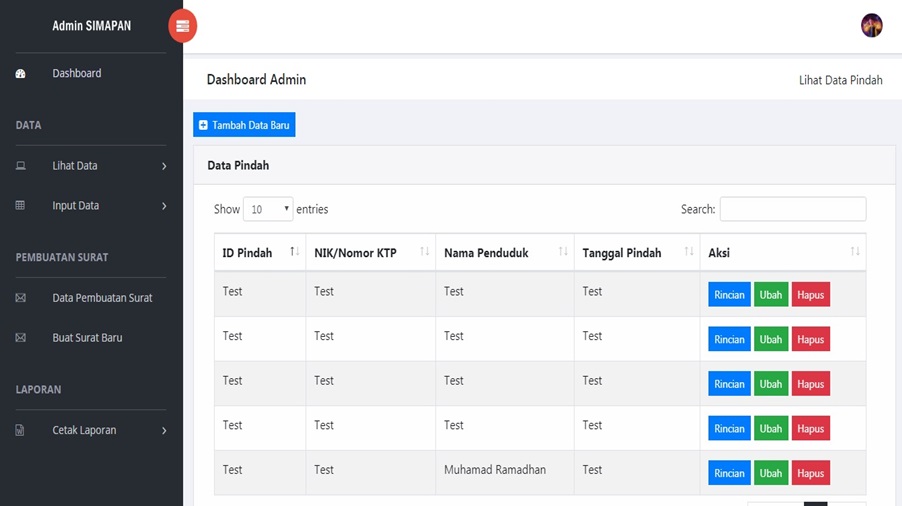 Admin SIMAPAN
Dashboard
DATA
Lihat Data
Input Data
PEMBUATAN SURAT
Data Pembuatan Surat
Buat Surat Baru
LAPORAN
Cetak Laporan
Dashboard Admin
Lihat Data Pindah
Tambah Data Baru
Data Pindah
Show 10 entries
Search:
ID Pindah NIK/Nomor KTP Nama Penduduk Tanggal Pindah Aksi
Test Test Test Test Rincian Ubah Hapus
Test Test Test Test Rincian Ubah Hapus
Test Test Test Test Rincian Ubah Hapus
Test Test Test Test Rincian Ubah Hapus
Test Test Muhamad Ramadhan Test Rincian Ubah Hapus